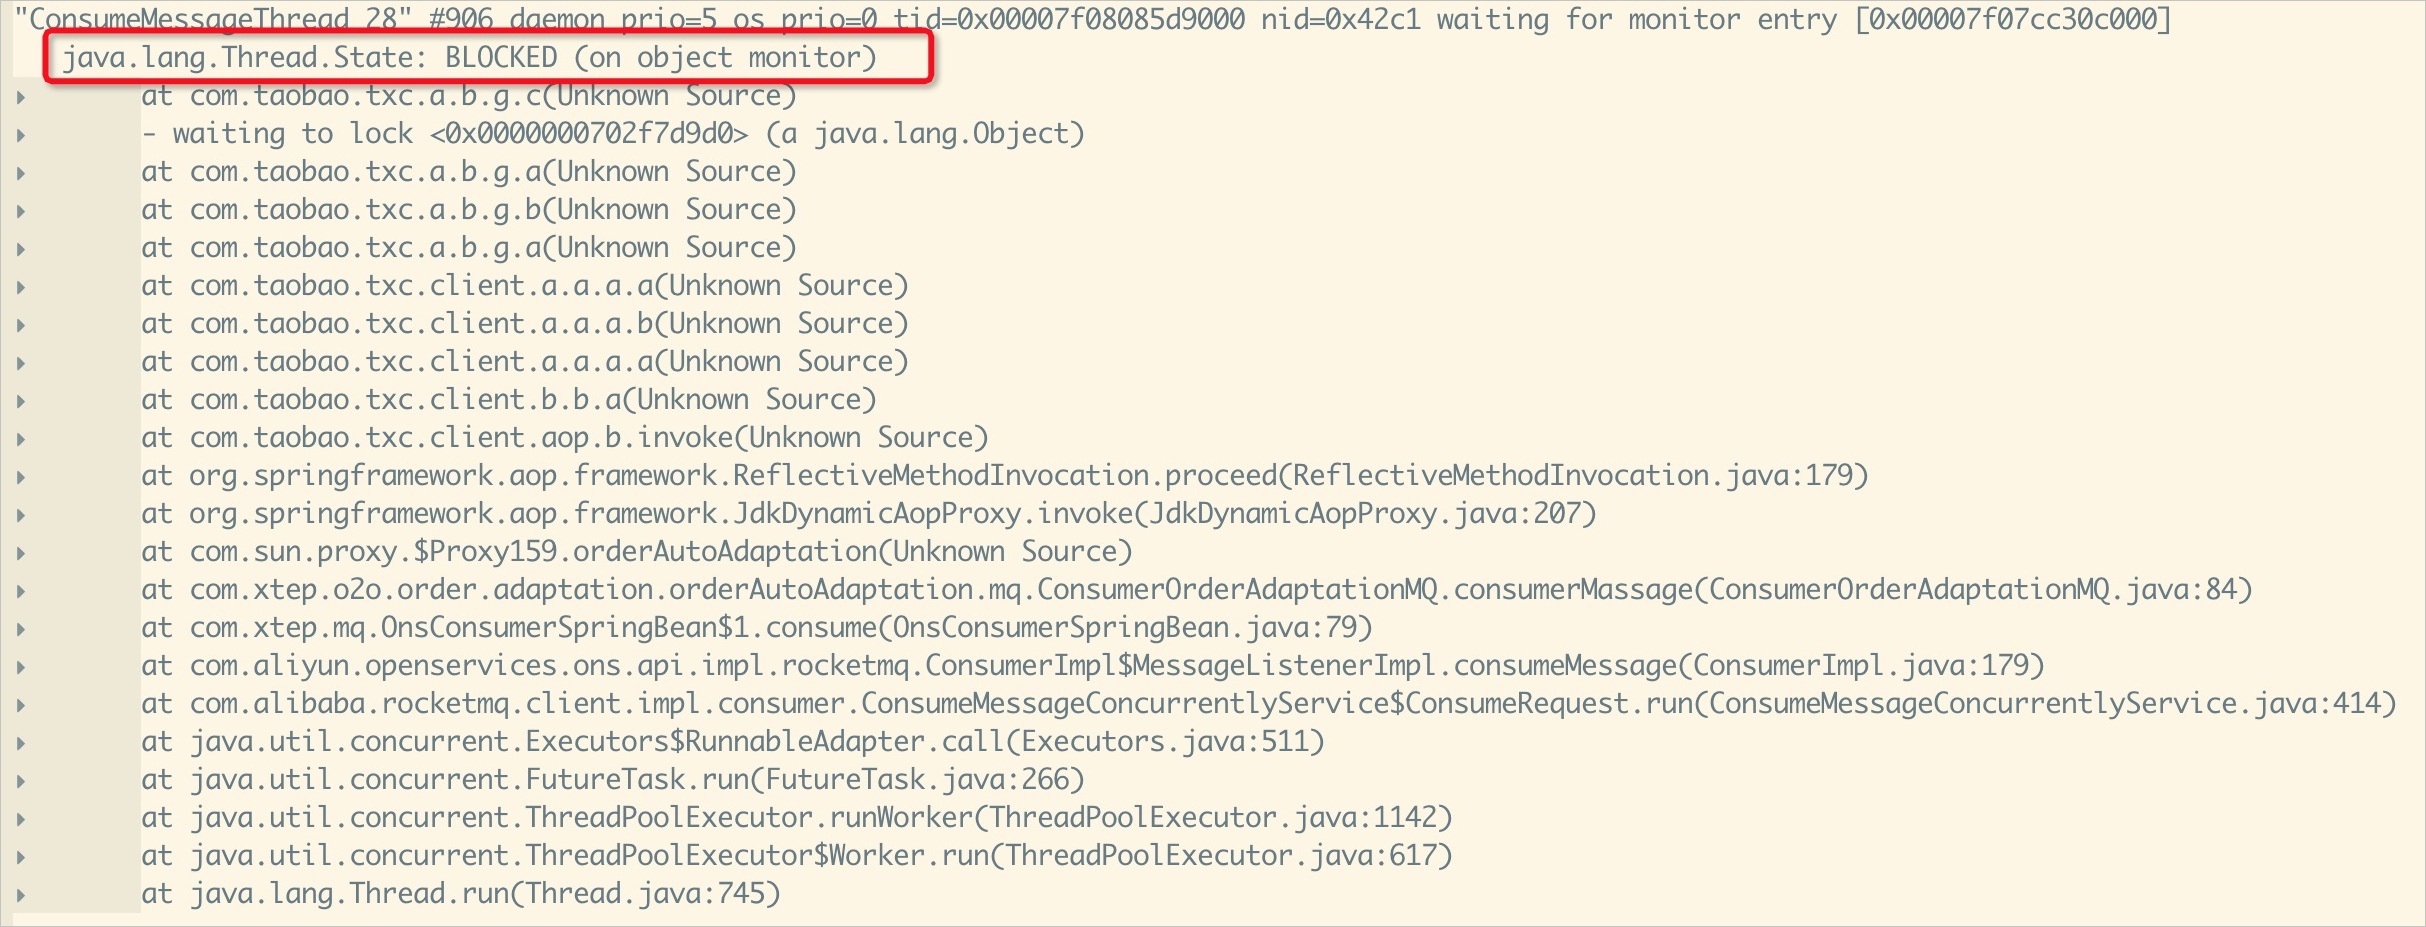 "ConsumeMessageThread_28" #906 daemon prio=5 os_prio=0 tid=0x00007f08085d9000 nid=0x42c1 waiting for monitor entry [0x00007f07cc30c000]
java.lang.Thread.State: BLOCKED (on object monitor)
at com.taobao.txc.a.b.g.c(Unknown Source)
- waiting to lock <0x0000000702f7d9d0> (a java.lang.Object)
at com.taobao.txc.a.b.g.a(Unknown Source)
at com.taobao.txc.a.b.g.b(Unknown Source)
at com.taobao.txc.a.b.g.a(Unknown Source)
at com.taobao.txc.client.a.a.a.a(Unknown Source)
at com.taobao.txc.client.a.a.a.b(Unknown Source)
at com.taobao.txc.client.a.a.a.a(Unknown Source)
at com.taobao.txc.client.b.b.a(Unknown Source)
at com.taobao.txc.client.aop.b.invoke(Unknown Source)
at org.springframework.aop.framework.ReflectiveMethodInvocation.proceed(ReflectiveMethodInvocation.java:179)
at org.springframework.aop.framework.JdkDynamicAopProxy.invoke(JdkDynamicAopProxy.java:207)
at com.sun.proxy.$Proxy159.orderAutoAdaptation(Unknown Source)
at com.xtep.o2o.order.adaptation.orderAutoAdaptation.mq.ConsumerOrderAdaptationMQ.consumerMassage(ConsumerOrderAdaptationMQ.java:84)
at com.xtep.mq.OnsConsumerSpringBean$1.consume(OnsConsumerSpringBean.java:79)
at com.aliyun.openservices.ons.api.impl.rocketmq.ConsumerImpl$MessageListenerImpl.consumeMessage(ConsumerImpl.java:179)
at com.alibaba.rocketmq.client.impl.consumer.ConsumeMessageConcurrentlyService$ConsumeRequest.run(ConsumeMessageConcurrentlyService.java:414)
at java.util.concurrent.Executors$RunnableAdapter.call(Executors.java:511)
at java.util.concurrent.FutureTask.run(FutureTask.java:266)
at java.util.concurrent.ThreadPoolExecutor.runWorker(ThreadPoolExecutor.java:1142)
at java.util.concurrent.ThreadPoolExecutor$Worker.run(ThreadPoolExecutor.java:617)
at java.lang.Thread.run(Thread.java:745)